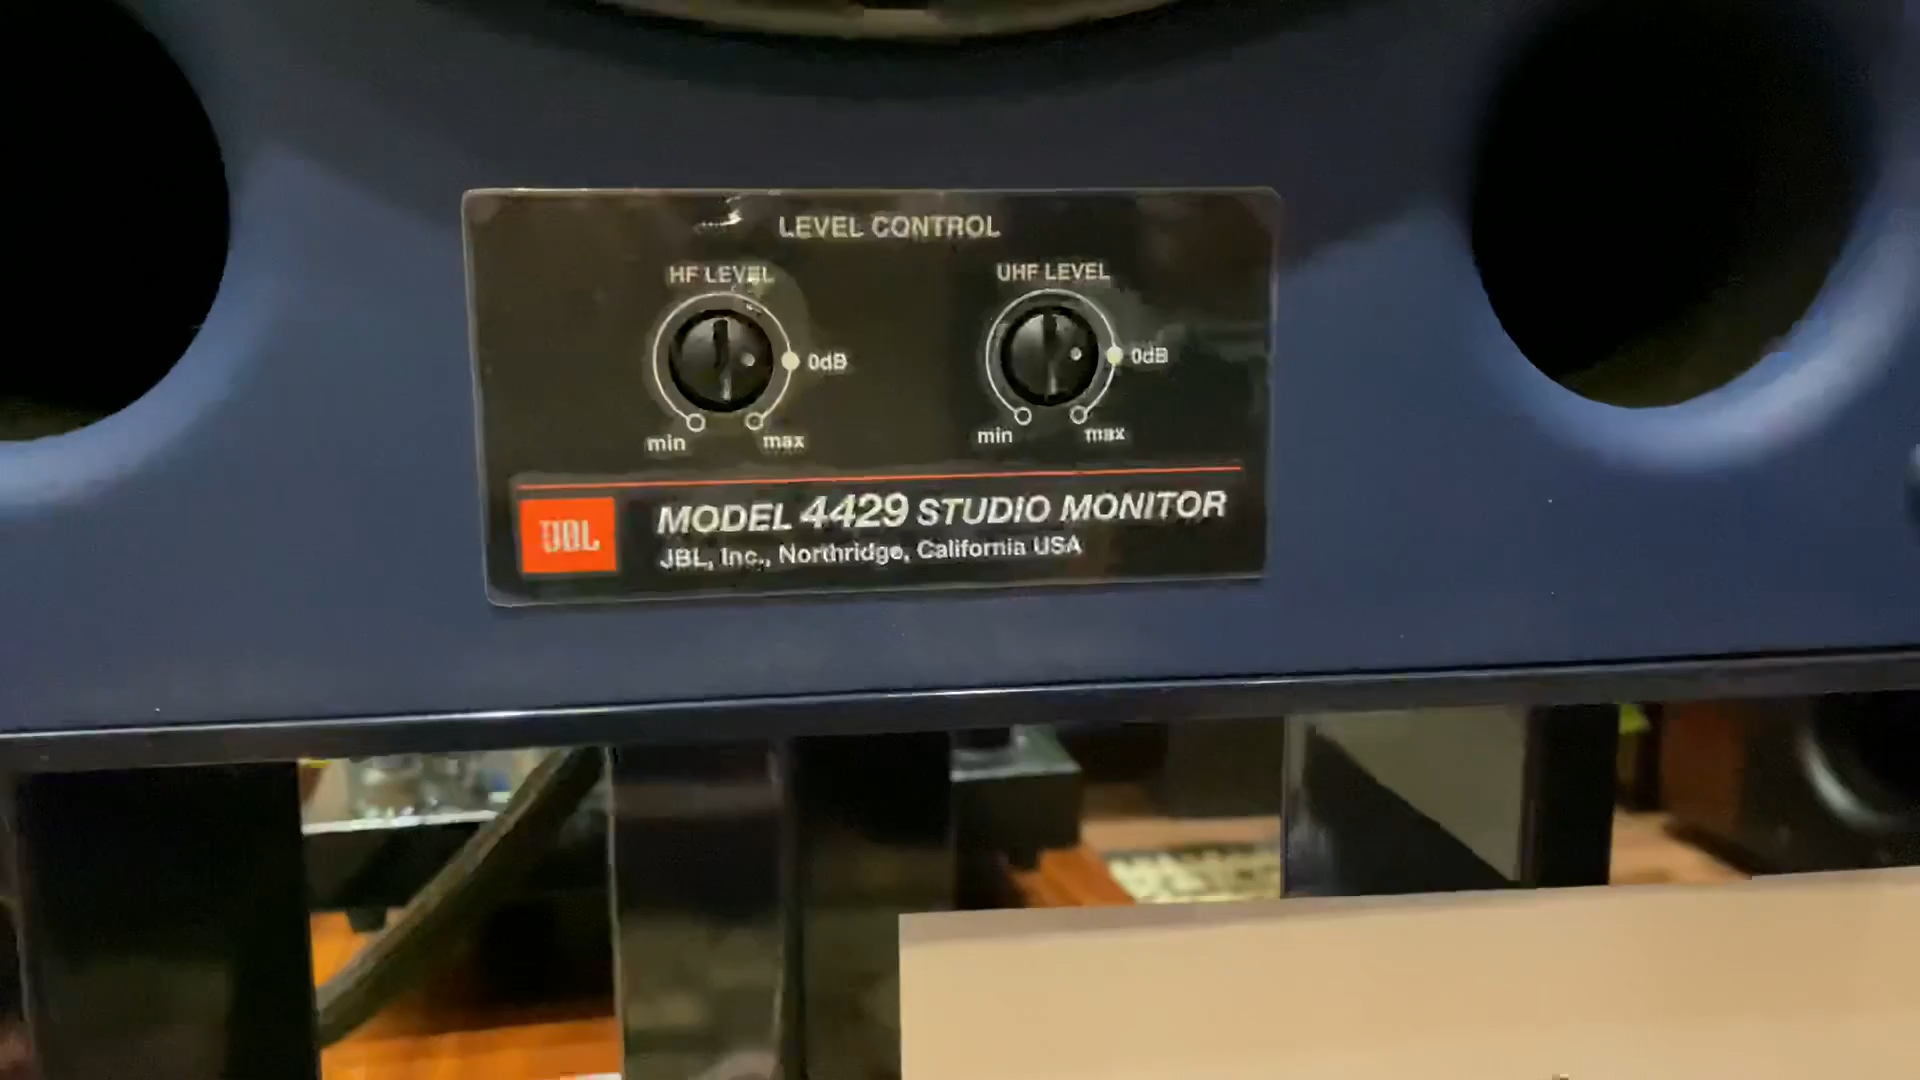 LEVEL CONTROL
HF LEVEL
UHF LEVEL
0dB
0dB
min
max
min
max
JBL
MODEL 4429 STUDIO MONITOR
JBL, Inc., Northridge, California USA